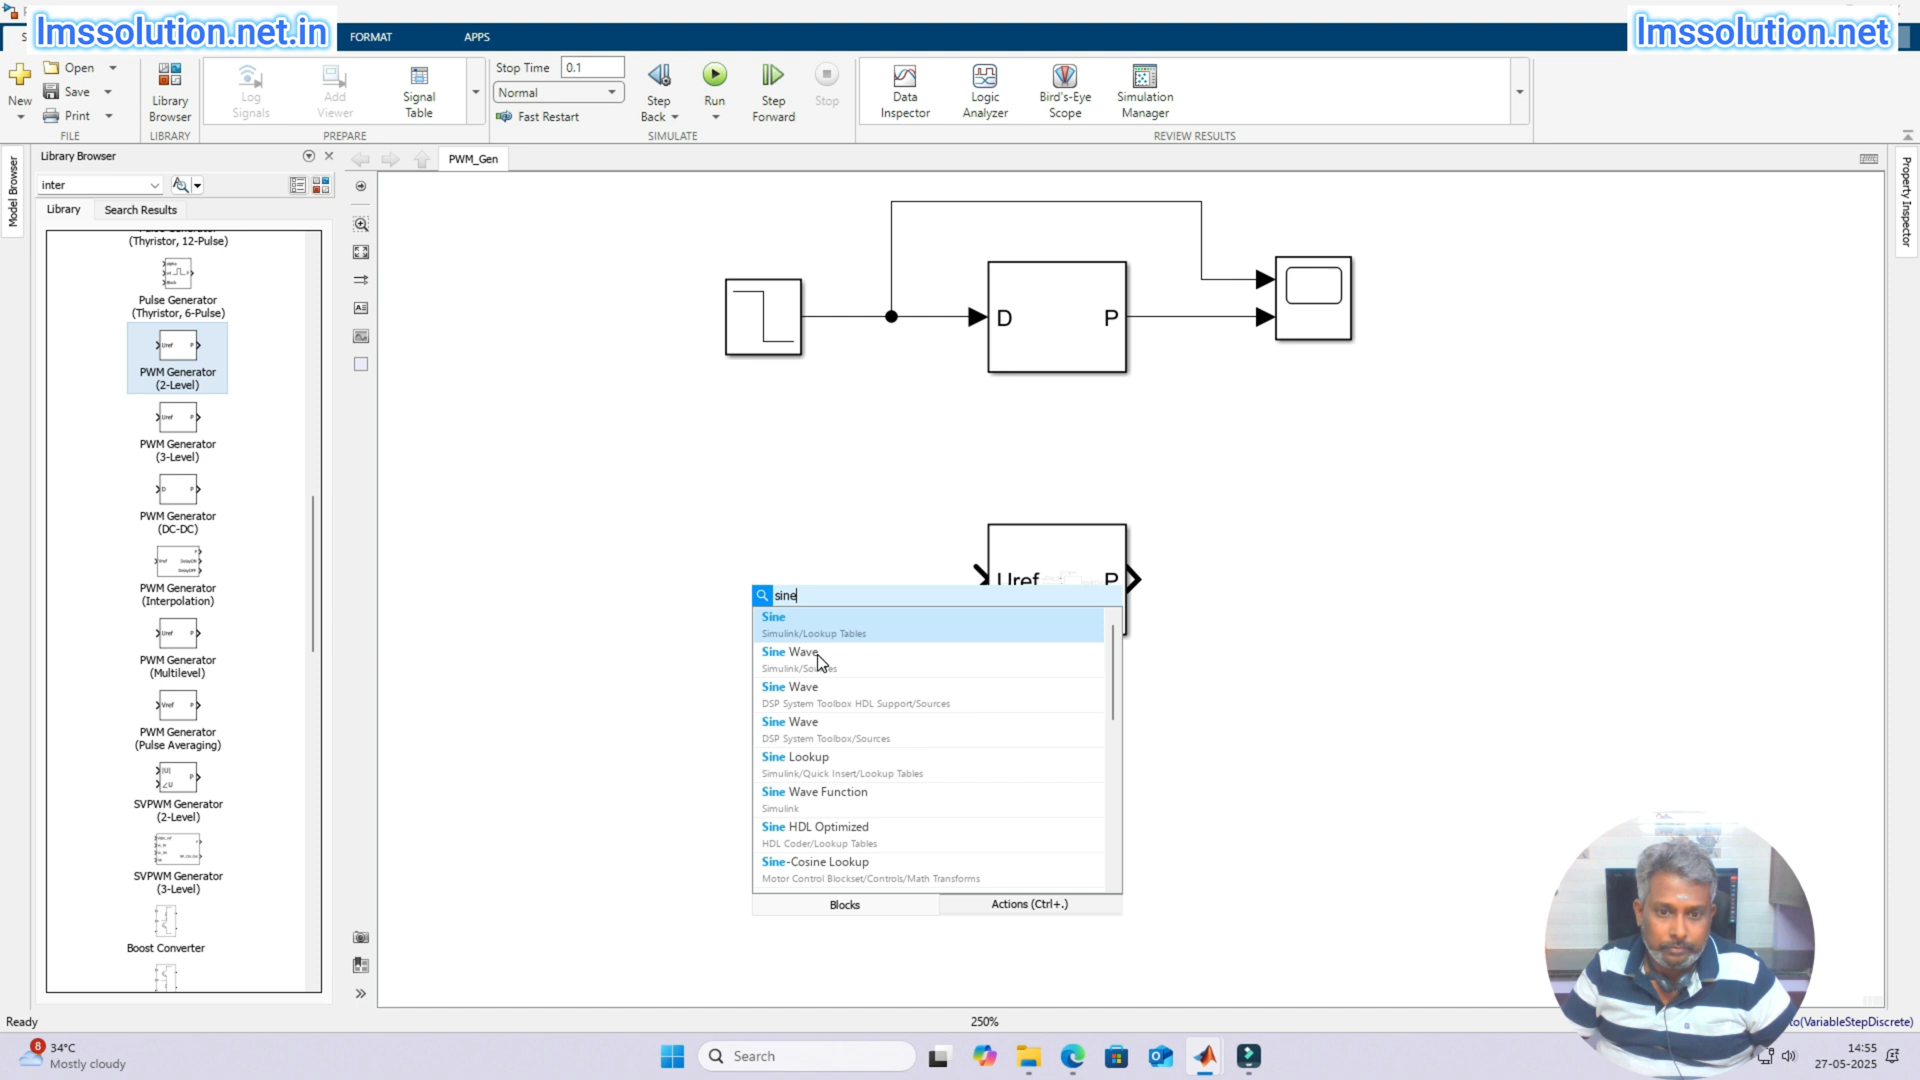 lmssolution.net.in
lmssolution.net
S
FORMAT
APPS
New
Open
Save
Print
FILE
Library
Browser
LIBRARY
Log
Signals
Add
Viewer
Signal
Table
PREPARE
Stop Time 0.1
Normal
Fast Restart
Step
Back
Run
Step
Forward
Stop
SIMULATE
Data
Inspector
Logic
Analyzer
Bird's-Eye
Scope
Simulation
Manager
REVIEW RESULTS
Model Browser
Library Browser
inter
Library
Search Results
(Thyristor, 12-Pulse)
Pulse Generator
(Thyristor, 6-Pulse)
Uref P
PWM Generator
(2-Level)
Uref P
PWM Generator
(3-Level)
D P
PWM Generator
(DC-DC)
PWM Generator
(Interpolation)
Uref P
PWM Generator
(Multilevel)
Vref P
PWM Generator
(Pulse Averaging)
|U|
∠U
P
SVPWM Generator
(2-Level)
SVPWM Generator
(3-Level)
Boost Converter
PWM_Gen
D P
Uref P
sine
Sine
Simulink/Lookup Tables
Sine Wave
Simulink/Sources
Sine Wave
DSP System Toolbox HDL Support/Sources
Sine Wave
DSP System Toolbox/Sources
Sine Lookup
Simulink/Quick Insert/Lookup Tables
Sine Wave Function
Simulink
Sine HDL Optimized
HDL Coder/Lookup Tables
Sine-Cosine Lookup
Motor Control Blockset/Controls/Math Transforms
Blocks
Actions (Ctrl+.)
Property Inspector
Ready
250%
to(VariableStepDiscrete)
8
34°C
Mostly cloudy
Search
14:55
27-05-2025